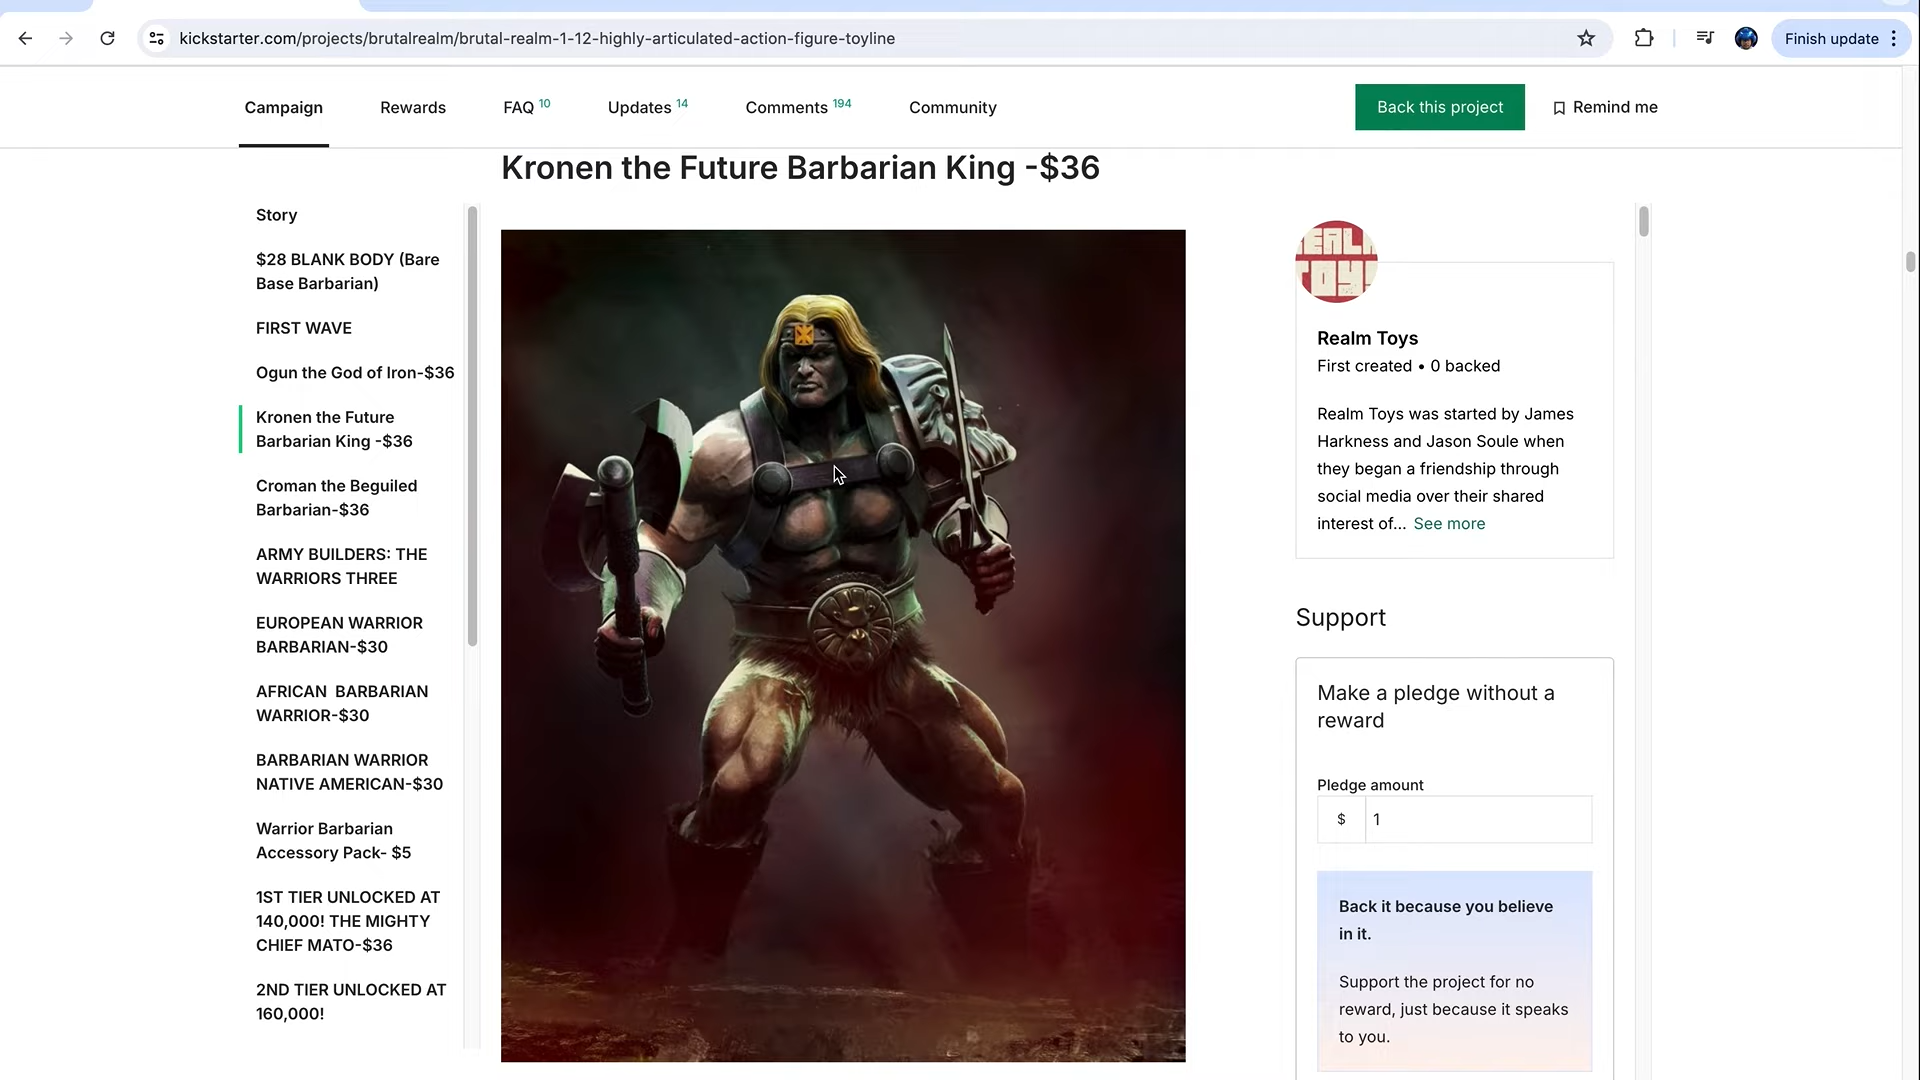 kickstarter.com/projects/brutalrealm/brutal-realm-1-12-highly-articulated-action-figure-toyline
Finish update
Campaign
Rewards
FAQ 10
Updates 14
Comments 194
Community
Back this project
Remind me
Kronen the Future Barbarian King -$36
Story
$28 BLANK BODY (Bare
Base Barbarian)
FIRST WAVE
Ogun the God of Iron-$36
Kronen the Future
Barbarian King -$36
Croman the Beguiled
Barbarian-$36
ARMY BUILDERS: THE
WARRIORS THREE
EUROPEAN WARRIOR
BARBARIAN-$30
AFRICAN  BARBARIAN
WARRIOR-$30
BARBARIAN WARRIOR
NATIVE AMERICAN-$30
Warrior Barbarian
Accessory Pack- $5
1ST TIER UNLOCKED AT
140,000! THE MIGHTY
CHIEF MATO-$36
2ND TIER UNLOCKED AT
160,000!
REALM
TOYS
Realm Toys
First created • 0 backed
Realm Toys was started by James
Harkness and Jason Soule when
they began a friendship through
social media over their shared
interest of... See more
Support
Make a pledge without a
reward
Pledge amount
$ 1
Back it because you believe
in it.
Support the project for no
reward, just because it speaks
to you.